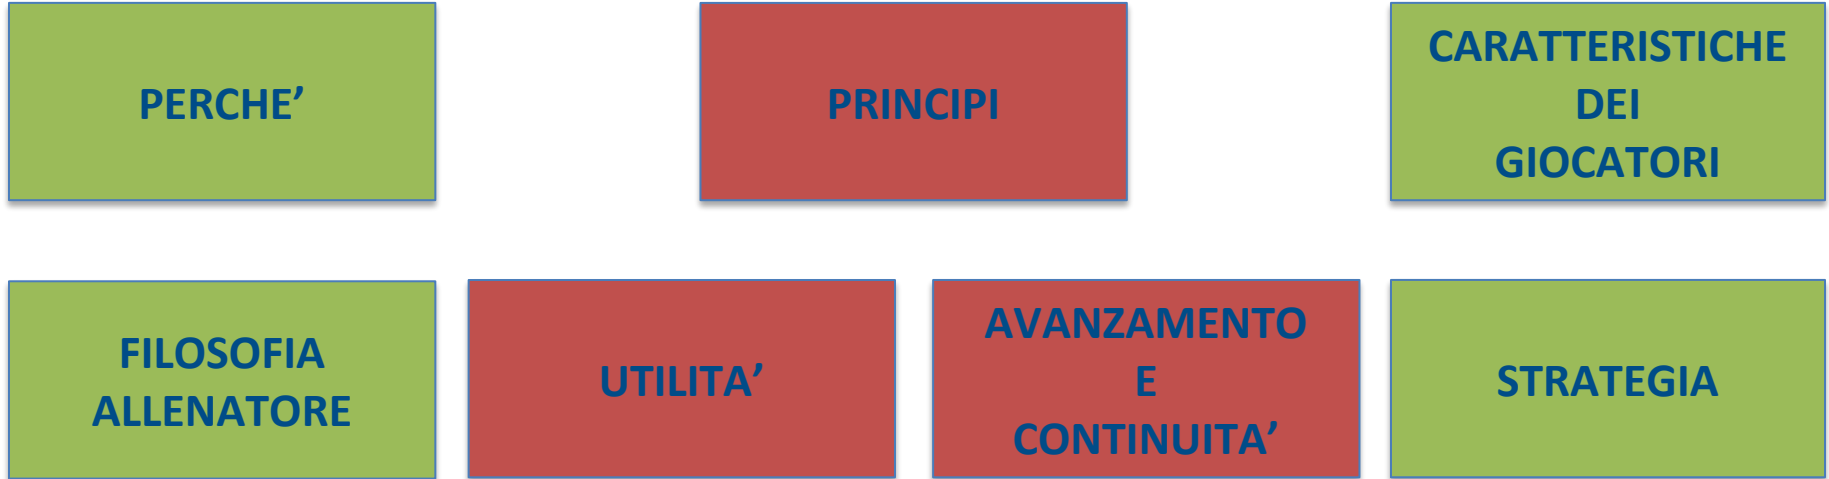 PERCHE’
PRINCIPI
CARATTERISTICHE
DEI
GIOCATORI
FILOSOFIA
ALLENATORE
UTILITA’
AVANZAMENTO
E
CONTINUITA’
STRATEGIA